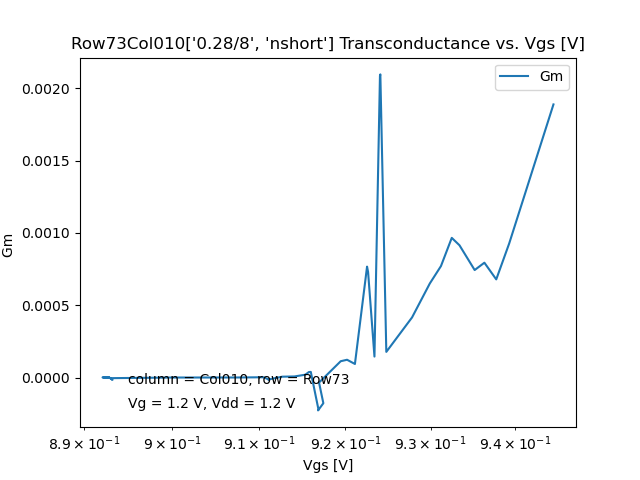 Row73Col010['0.28/8', 'nshort'] Transconductance vs. Vgs [V]
Gm
0.0020
0.0015
0.0010
0.0005
0.0000
Gm
column = Col010, row = Row73
Vg = 1.2 V, Vdd = 1.2 V
8.9 × 10⁻¹ 9 × 10⁻¹ 9.1 × 10⁻¹ 9.2 × 10⁻¹ 9.3 × 10⁻¹ 9.4 × 10⁻¹
Vgs [V]